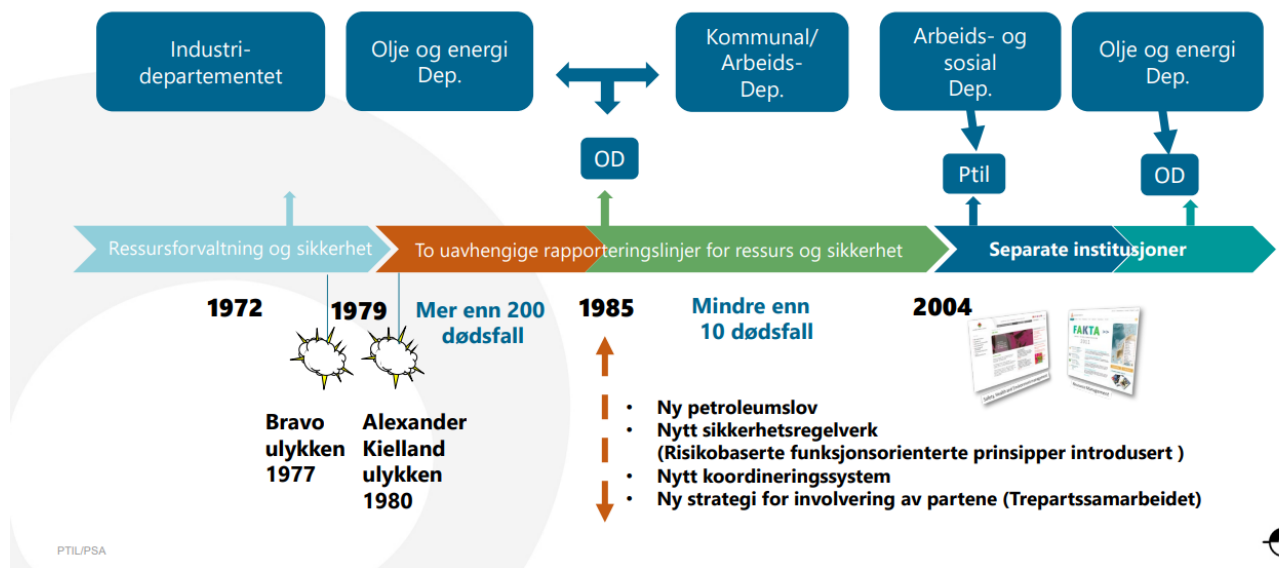 Industri-
departementet
Olje og energi
Dep.
Kommunal/
Arbeids-
Dep.
Arbeids- og
sosial
Dep.
Olje og energi
Dep.
OD
Ptil
OD
Ressursforvaltning og sikkerhet
To uavhengige rapporteringslinjer for ressurs og sikkerhet
Separate institusjoner
1972
1979
Mer enn 200
dødsfall
1985
Mindre enn
10 dødsfall
2004
FAKTA
Bravo
ulykken
1977
Alexander
Kielland
ulykken
1980
• Ny petroleumslov
• Nytt sikkerhetsregelverk
(Risikobaserte funksjonsorienterte prinsipper introdusert )
• Nytt koordineringssystem
• Ny strategi for involvering av partene (Trepartssamarbeidet)
PTIL/PSA